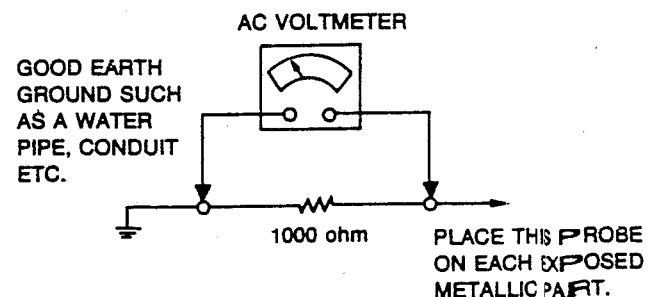 AC VOLTMETER
GOOD EARTH
GROUND SUCH
AS A WATER
PIPE, CONDUIT
ETC.
1000 ohm
PLACE THIS PROBE
ON EACH EXPOSED
METALLIC PART.